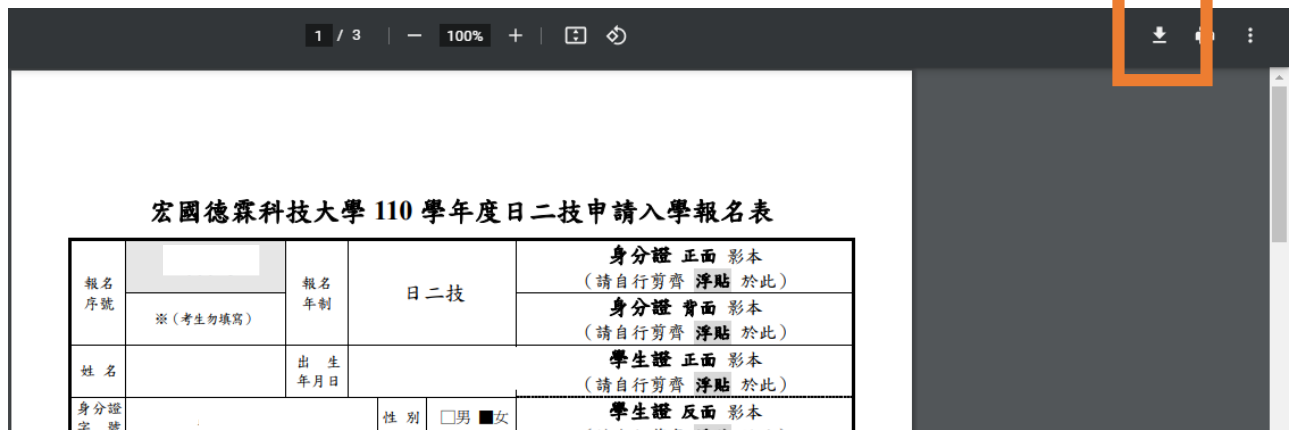 1 / 3 100%
宏國德霖科技大學 110 學年度日二技申請入學報名表
報名
序號
※(考生勿填寫)
報名
年制
日二技
身分證 正面 影本
(請自行剪齊 浮貼 於此)
身分證 背面 影本
(請自行剪齊 浮貼 於此)
姓 名
出 生
年月日
學生證 正面 影本
(請自行剪齊 浮貼 於此)
身分證
字 號
性 別
□男 ■女
學生證 反面 影本